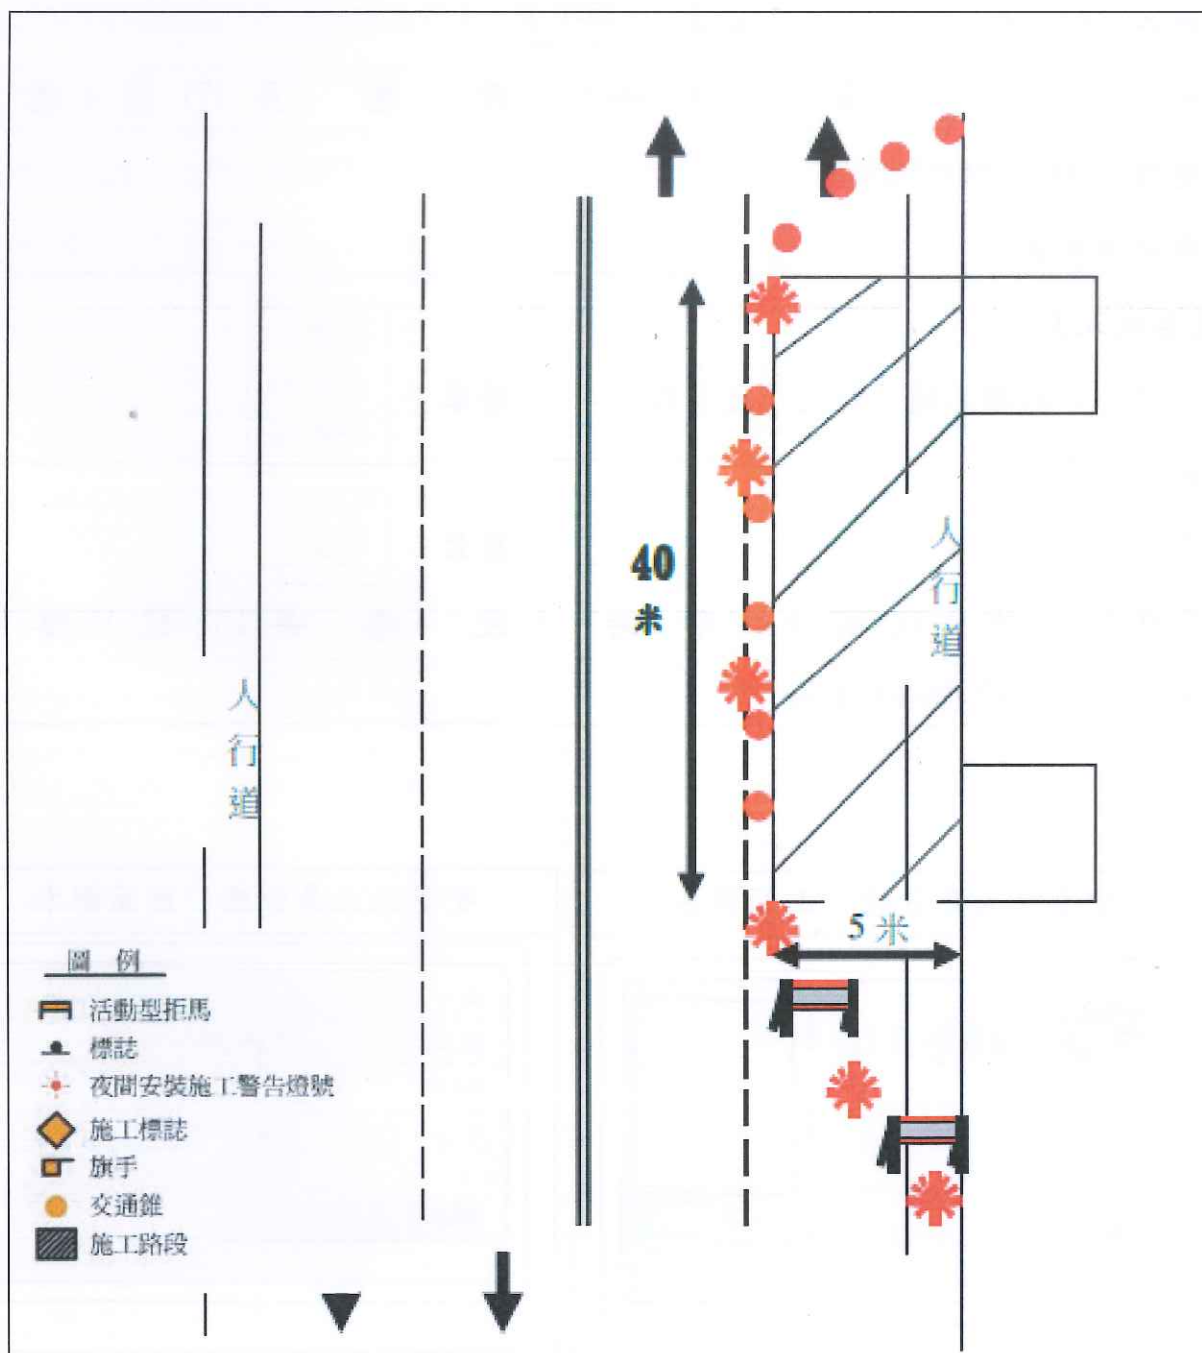 40
米
人
行
道
人
行
道
5 米
圖 例
活動型拒馬
標誌
夜間安裝施工警告燈號
施工標誌
旗手
交通錐
施工路段